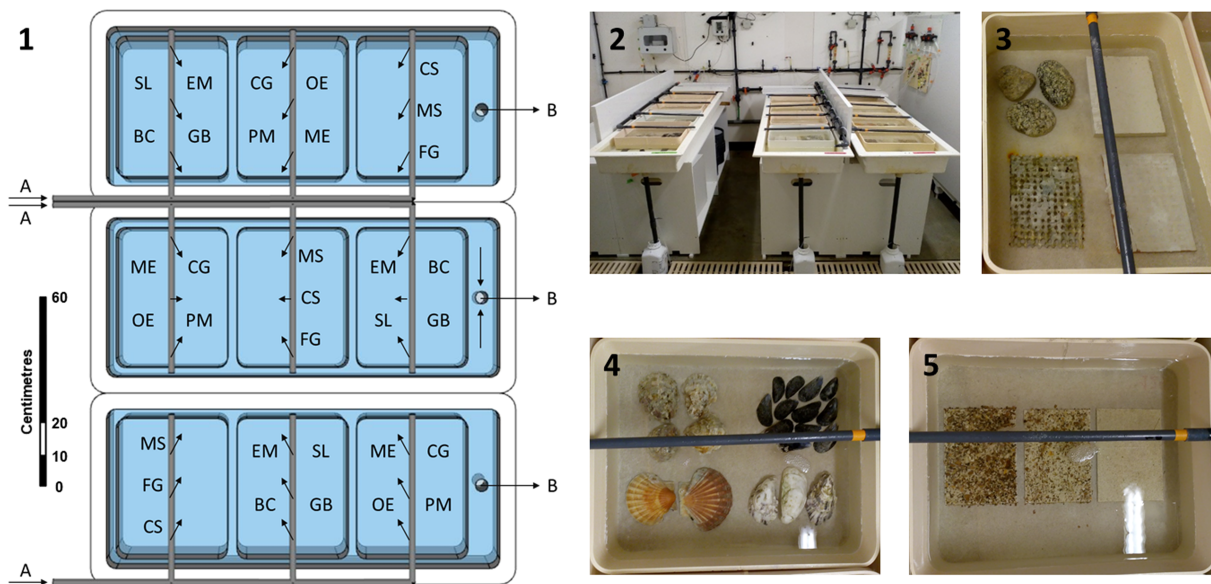 1
SL EM CG OE CS
MS
BC GB PM ME FG
B
A
A
ME CG MS EM BC
CS
OE PM FG SL GB
B
60
Centimetres
20
10
0
MS EM SL ME CG
FG
BC GB OE PM
CS
B
A
2
3
4
5